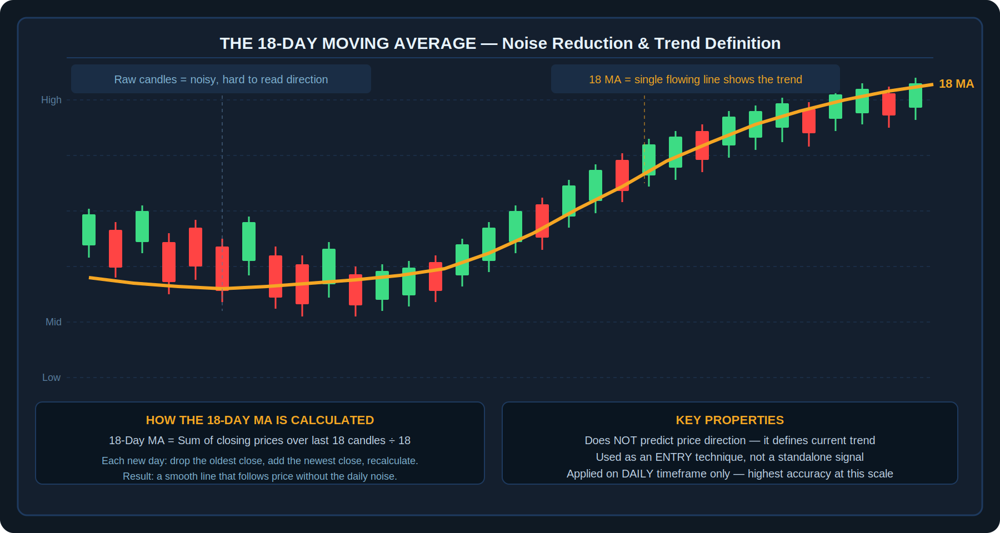 THE 18-DAY MOVING AVERAGE — Noise Reduction & Trend Definition
Raw candles = noisy, hard to read direction
18 MA = single flowing line shows the trend
18 MA
High
Mid
Low
HOW THE 18-DAY MA IS CALCULATED
18-Day MA = Sum of closing prices over last 18 candles ÷ 18
Each new day: drop the oldest close, add the newest close, recalculate.
Result: a smooth line that follows price without the daily noise.
KEY PROPERTIES
Does NOT predict price direction — it defines current trend
Used as an ENTRY technique, not a standalone signal
Applied on DAILY timeframe only — highest accuracy at this scale